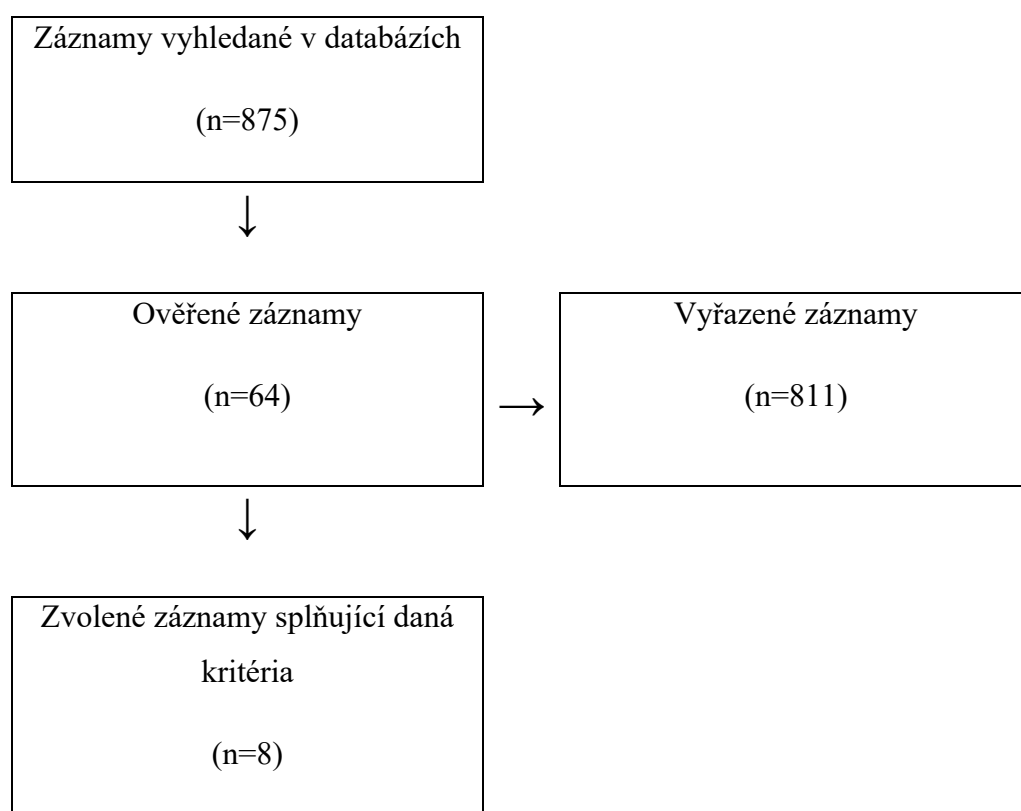 Záznamy vyhledané v databázích
(n=875)
↓
Ověřené záznamy
(n=64)
→
Vyřazené záznamy
(n=811)
↓
Zvolené záznamy splňující daná
kritéria
(n=8)